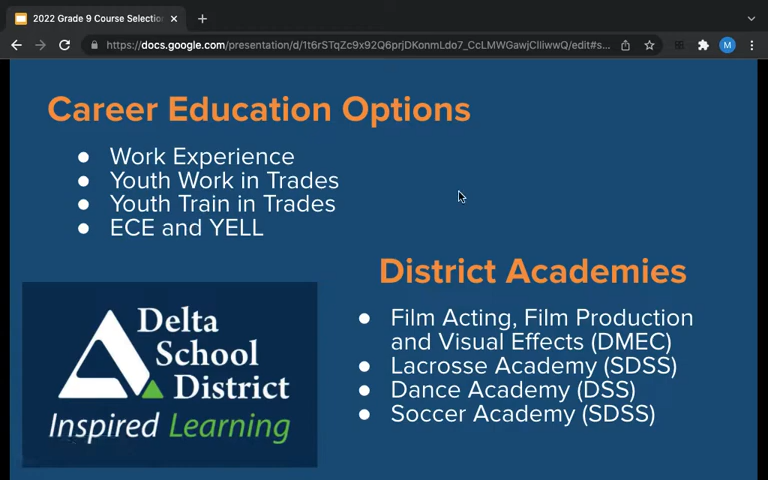 2022 Grade 9 Course Selectio
https://docs.google.com/presentation/d/1t6rSTqZc9x92Q6prjDKonmLdo7_CcLMWGawjCIiiwwQ/edit#s...
M
Career Education Options
● Work Experience
● Youth Work in Trades
● Youth Train in Trades
● ECE and YELL
District Academies
● Film Acting, Film Production
and Visual Effects (DMEC)
● Lacrosse Academy (SDSS)
● Dance Academy (DSS)
● Soccer Academy (SDSS)
Delta
School
District
Inspired Learning